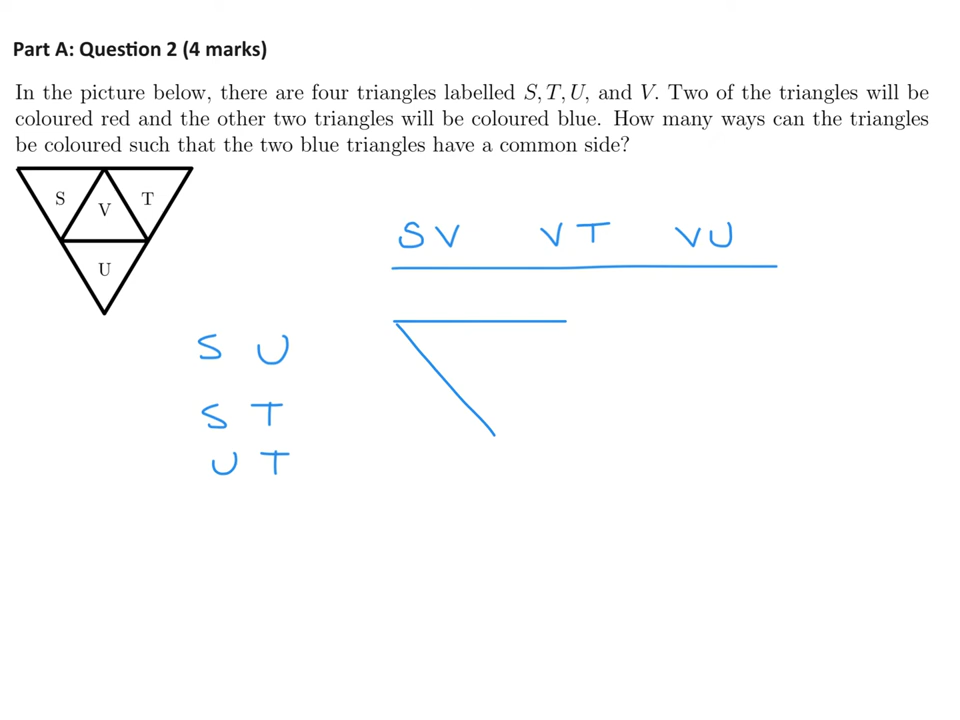 Part A: Question 2 (4 marks)
In the picture below, there are four triangles labelled S, T, U, and V. Two of the triangles will be
coloured red and the other two triangles will be coloured blue. How many ways can the triangles
be coloured such that the two blue triangles have a common side?
S V T
U
SV VT VU
S U
S T
U T